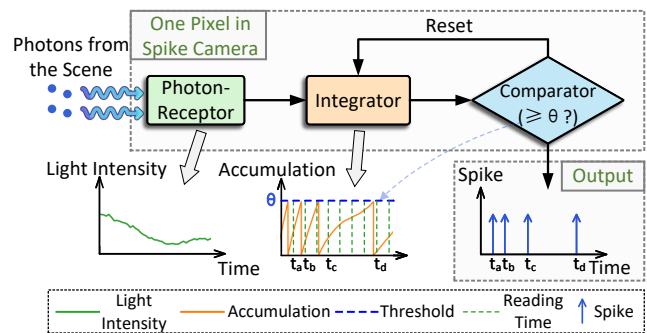 One Pixel in
Spike Camera
Reset
Photons from
the Scene
Photon-
Receptor
Integrator
Comparator
(≥ θ ?)
Light Intensity
Time
Accumulation
θ
ta tb tc td
Spike
Output
ta tb tc td
Time
Light
Intensity
Accumulation
Threshold
Reading
Time
Spike